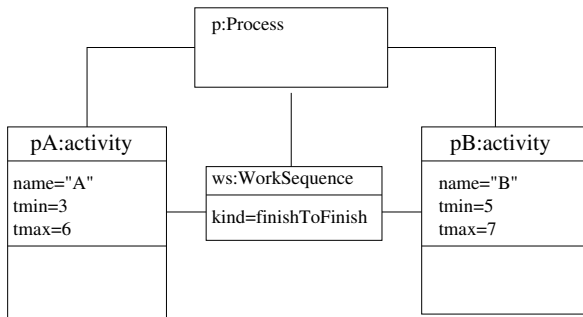 p:Process
pA:activity
name="A"
tmin=3
tmax=6
ws:WorkSequence
kind=finishToFinish
pB:activity
name="B"
tmin=5
tmax=7